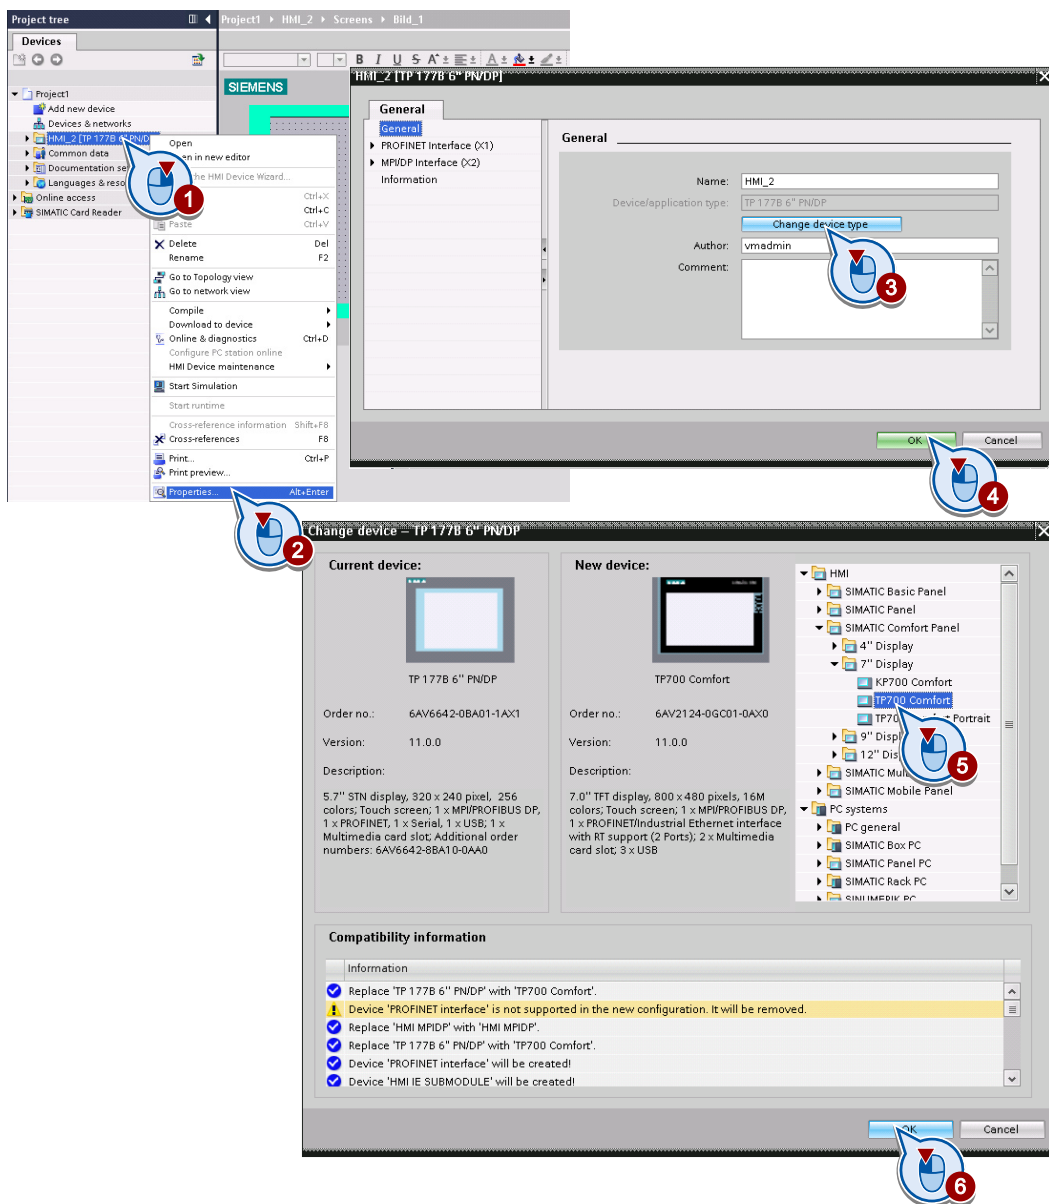 Project tree
Project1 HMI_2 Screens Bild_1
Devices
B I U S A A
SIEMENS
Project1
Add new device
Devices & networks
HMI_2 [TP 177B 6" PN/D
Common data
Documentation se
Languages & reso
Online access
SIMATIC Card Reader
1
Open
en in new editor
he HMI Device Wizard...
Ctrl+X
Ctrl+C
Paste Ctrl+V
Delete Del
Rename F2
Go to Topology view
Go to network view
Compile
Download to device
Online & diagnostics Ctrl+D
Configure PC station online
HMI Device maintenance
Start Simulation
Start runtime
Cross-reference information Shift+F8
Cross-references F8
Print... Ctrl+P
Print preview...
Properties... Alt+Enter
2
HMI_2 [TP 177B 6" PN/DP]
General
General
PROFINET Interface (X1)
MPI/DP Interface (X2)
Information
General
Name: HMI_2
Device/application type: TP 177B 6" PN/DP
Change device type
Author: vmadmin
Comment:
3
OK Cancel
4
Change device – TP 177B 6" PN/DP
Current device:
TP 177B 6'' PN/DP
Order no.: 6AV6642-0BA01-1AX1
Version: 11.0.0
Description:
5.7'' STN display, 320 x 240 pixel, 256
colors; Touch screen; 1 x MPI/PROFIBUS DP,
1 x PROFINET, 1 x Serial, 1 x USB; 1 x
Multimedia card slot; Additional order
numbers: 6AV6642-8BA10-0AA0
New device:
TP700 Comfort
Order no.: 6AV2124-0GC01-0AX0
Version: 11.0.0
Description:
7.0'' TFT display, 800 x 480 pixels, 16M
colors; Touch screen; 1 x MPI/PROFIBUS DP,
1 x PROFINET/Industrial Ethernet interface
with RT support (2 Ports); 2 x Multimedia
card slot; 3 x USB
HMI
SIMATIC Basic Panel
SIMATIC Panel
SIMATIC Comfort Panel
4'' Display
7'' Display
KP700 Comfort
TP700 Comfort
TP70 t Portrait
9'' Displ
12'' Dis
SIMATIC Mul
SIMATIC Mobile Panel
PC systems
PC general
SIMATIC Box PC
SIMATIC Panel PC
SIMATIC Rack PC
SINUMERIK PC
5
Compatibility information
Information
Replace 'TP 177B 6'' PN/DP' with 'TP700 Comfort'.
Device 'PROFINET interface' is not supported in the new configuration. It will be removed.
Replace 'HMI MPIDP' with 'HMI MPIDP'.
Replace 'TP 177B 6'' PN/DP' with 'TP700 Comfort'.
Device 'PROFINET interface' will be created!
Device 'HMI IE SUBMODULE' will be created!
OK Cancel
6